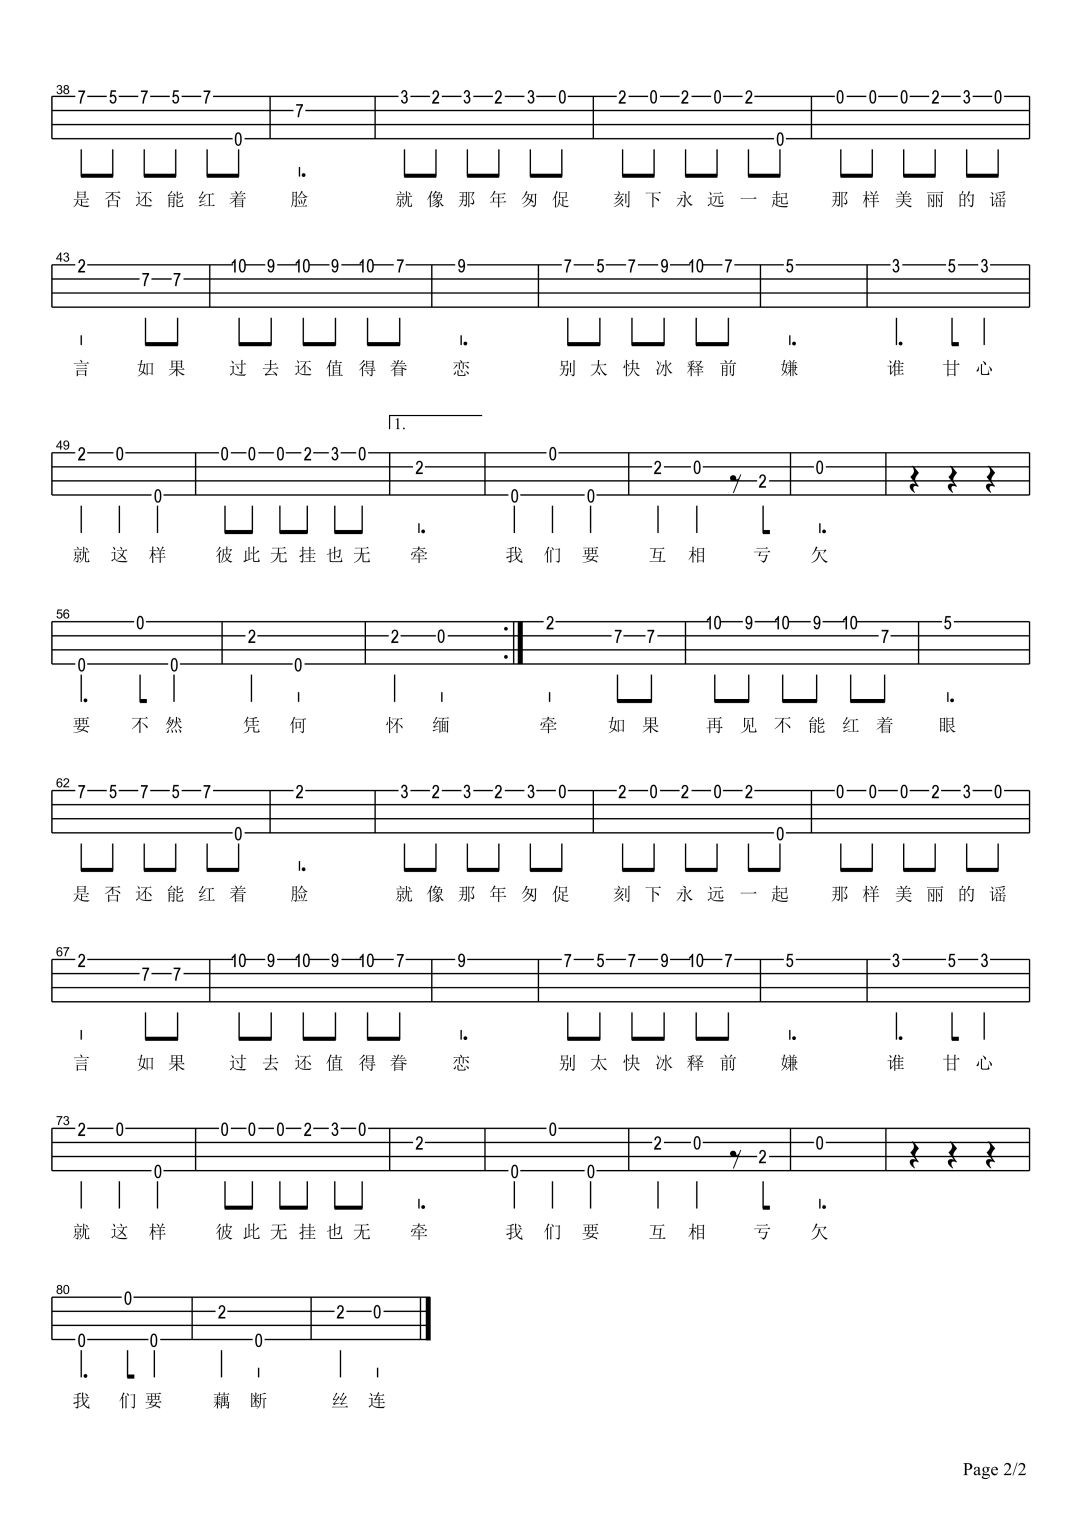 38 7 5 7 5 7 0 7 3 2 3 2 3 0 2 0 2 0 2 0 0 0 0 2 3 0
是 否 还 能 红 着 脸 就 像 那 年 匆 促 刻 下 永 远 一 起 那 样 美 丽 的 谣
43 2 7 7 10 9 10 9 10 7 9 7 5 7 9 10 7 5 3 5 3
言 如 果 过 去 还 值 得 眷 恋 别 太 快 冰 释 前 嫌 谁 甘 心
1.
49 2 0 0 0 0 0 2 3 0 2 0 0 0 2 0 2 0
就 这 样 彼 此 无 挂 也 无 牵 我 们 要 互 相 亏 欠
56 0 0 0 2 0 2 0 2 7 7 10 9 10 9 10 7 5
要 不 然 凭 何 怀 缅 牵 如 果 再 见 不 能 红 着 眼
62 7 5 7 5 7 0 2 3 2 3 2 3 0 2 0 2 0 2 0 0 0 0 2 3 0
是 否 还 能 红 着 脸 就 像 那 年 匆 促 刻 下 永 远 一 起 那 样 美 丽 的 谣
67 2 7 7 10 9 10 9 10 7 9 7 5 7 9 10 7 5 3 5 3
言 如 果 过 去 还 值 得 眷 恋 别 太 快 冰 释 前 嫌 谁 甘 心
73 2 0 0 0 0 0 2 3 0 2 0 0 0 2 0 2 0
就 这 样 彼 此 无 挂 也 无 牵 我 们 要 互 相 亏 欠
80 0 0 0 2 0 2 0
我 们 要 藕 断 丝 连
Page 2/2